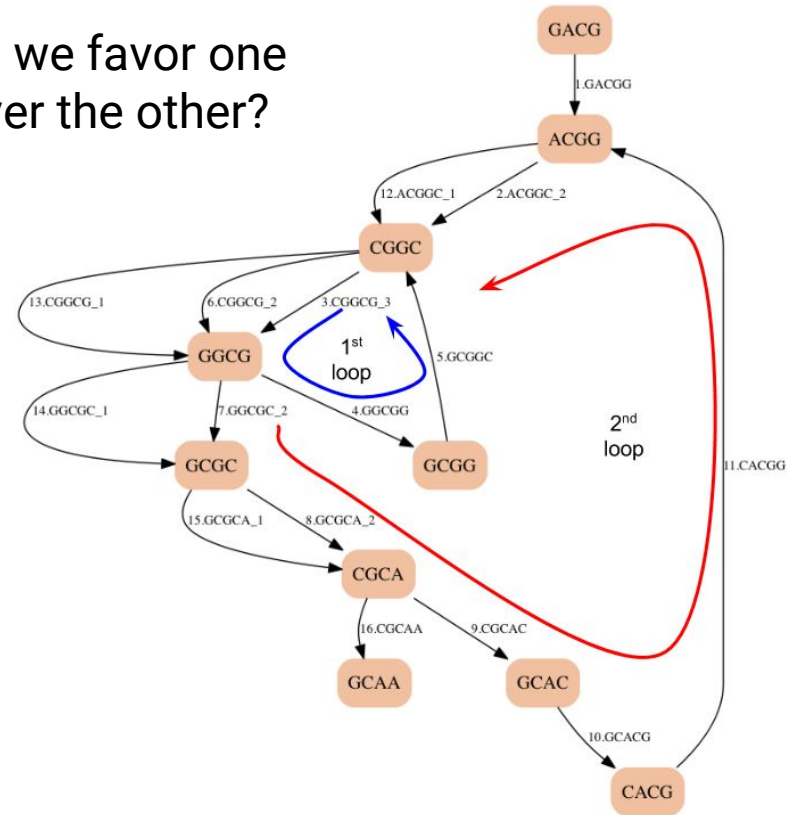 we favor one
ver the other?
GACG
1.GACGG
ACGG
12.ACGGC_1
2.ACGGC_2
CGGC
13.CGGCG_1
6.CGGCG_2
3.CGGCG_3
1st
loop
5.GCGGC
GGCG
14.GGCGC_1
7.GGCGC_2
4.GGCGG
2nd
loop
GCGC
GCGG
11.CACGG
15.GCGCA_1
8.GCGCA_2
CGCA
16.CGCAA
9.CGCAC
GCAA
GCAC
10.GCACG
CACG